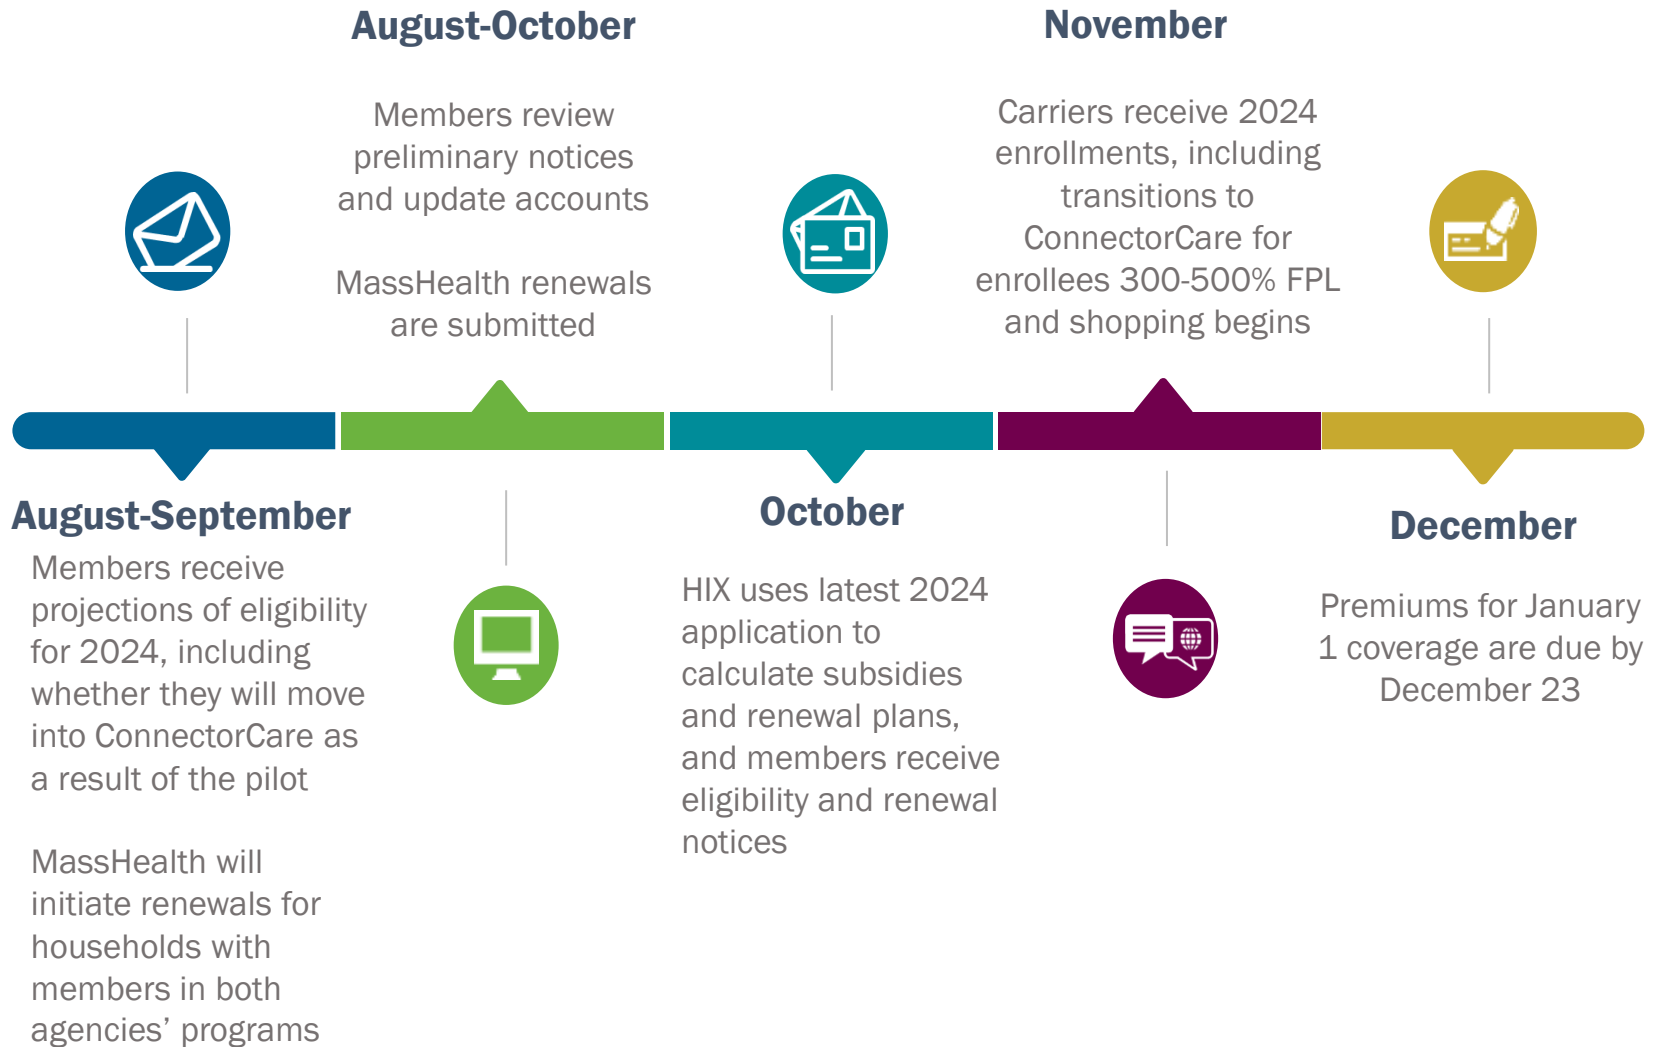 August-October
Members review
preliminary notices
and update accounts
MassHealth renewals
are submitted
November
Carriers receive 2024
enrollments, including
transitions to
ConnectorCare for
enrollees 300-500% FPL
and shopping begins
August-September
Members receive
projections of eligibility
for 2024, including
whether they will move
into ConnectorCare as
a result of the pilot
MassHealth will
initiate renewals for
households with
members in both
agencies’ programs
October
HIX uses latest 2024
application to
calculate subsidies
and renewal plans,
and members receive
eligibility and renewal
notices
December
Premiums for January
1 coverage are due by
December 23